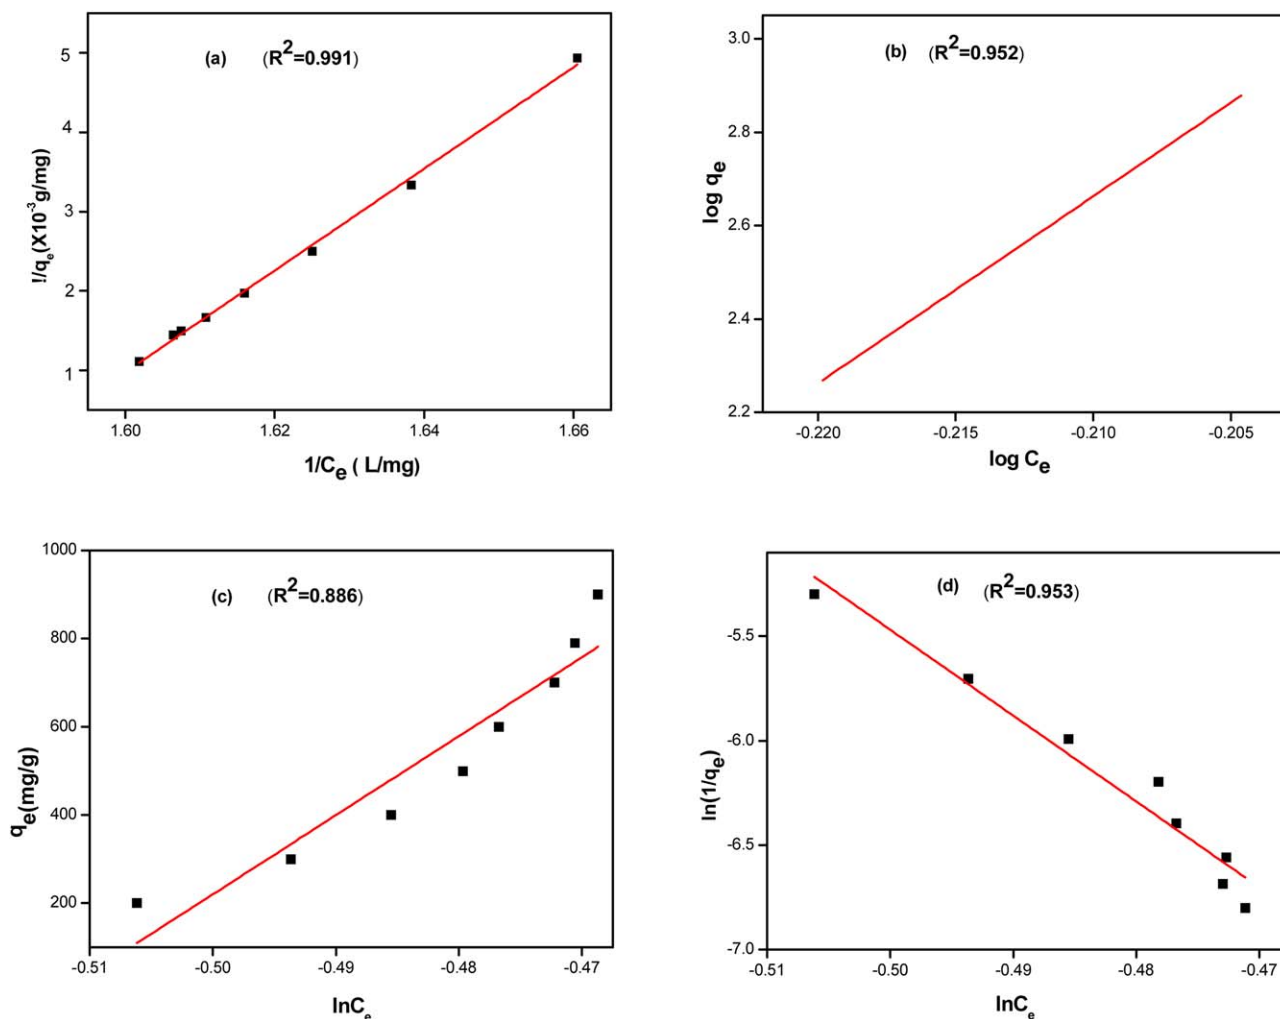 (a) (R2=0.991)
5
4
3
2
1
!/qe(X10-3g/mg)
1.60 1.62 1.64 1.66
1/Ce ( L/mg)
(b) (R2=0.952)
3.0
2.8
2.6
2.4
2.2
log qe
-0.220 -0.215 -0.210 -0.205
log Ce
(c) (R2=0.886)
1000
800
600
400
200
qe(mg/g)
-0.51 -0.50 -0.49 -0.48 -0.47
lnCe
(d) (R2=0.953)
-5.5
-6.0
-6.5
-7.0
ln(1/qe)
-0.51 -0.50 -0.49 -0.48 -0.47
lnCe